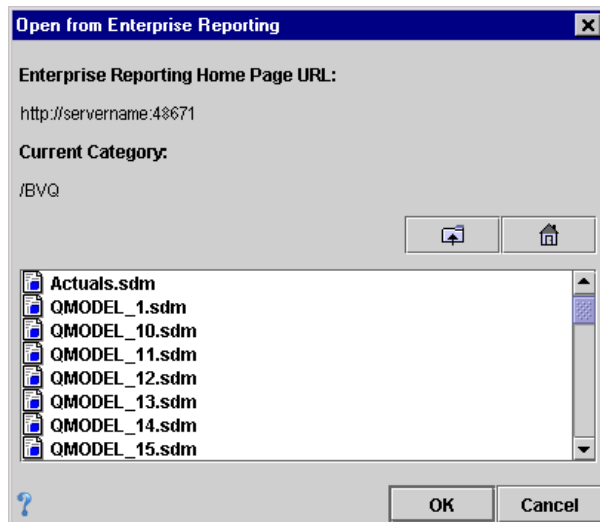 Open from Enterprise Reporting
Enterprise Reporting Home Page URL:
http://servername:48671
Current Category:
/BVQ
Actuals.sdm
QMODEL_1.sdm
QMODEL_10.sdm
QMODEL_11.sdm
QMODEL_12.sdm
QMODEL_13.sdm
QMODEL_14.sdm
QMODEL_15.sdm
? OK Cancel